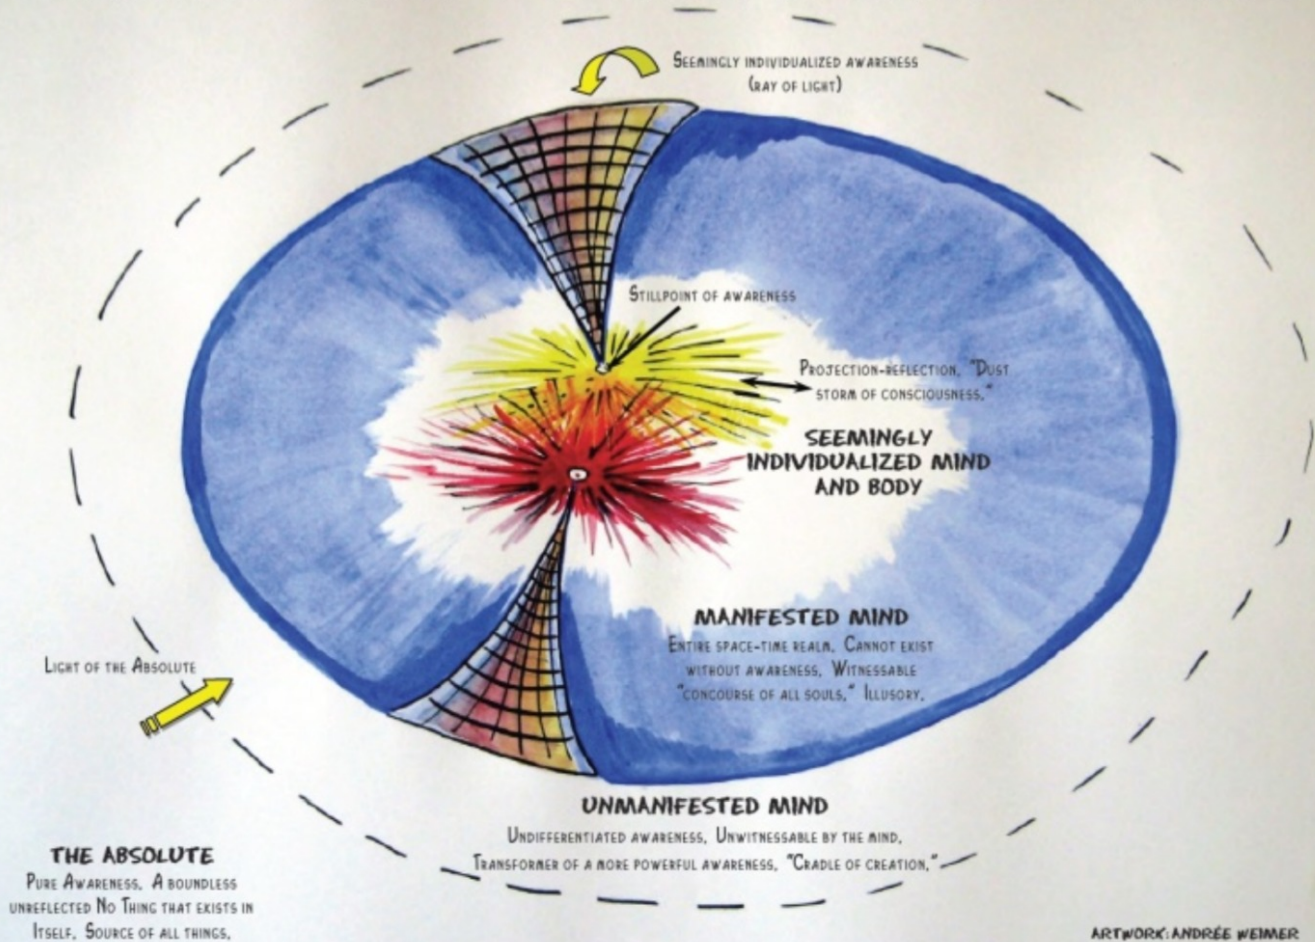 Seemingly individualized awareness
(ray of light)
Stillpoint of awareness
Projection-reflection, "Dust
storm of consciousness."
SEEMINGLY
INDIVIDUALIZED MIND
AND BODY
MANIFESTED MIND
Entire space-time realm. Cannot exist
without awareness. Witnessable
"concourse of all souls." Illusory.
Light of the Absolute
UNMANIFESTED MIND
Undifferentiated awareness. Unwitnessable by the mind.
Transformer of a more powerful awareness. "Cradle of creation."
THE ABSOLUTE
Pure Awareness. A boundless
unreflected No Thing that exists in
Itself. Source of all things.
ARTWORK: ANDRÉE WEIMER